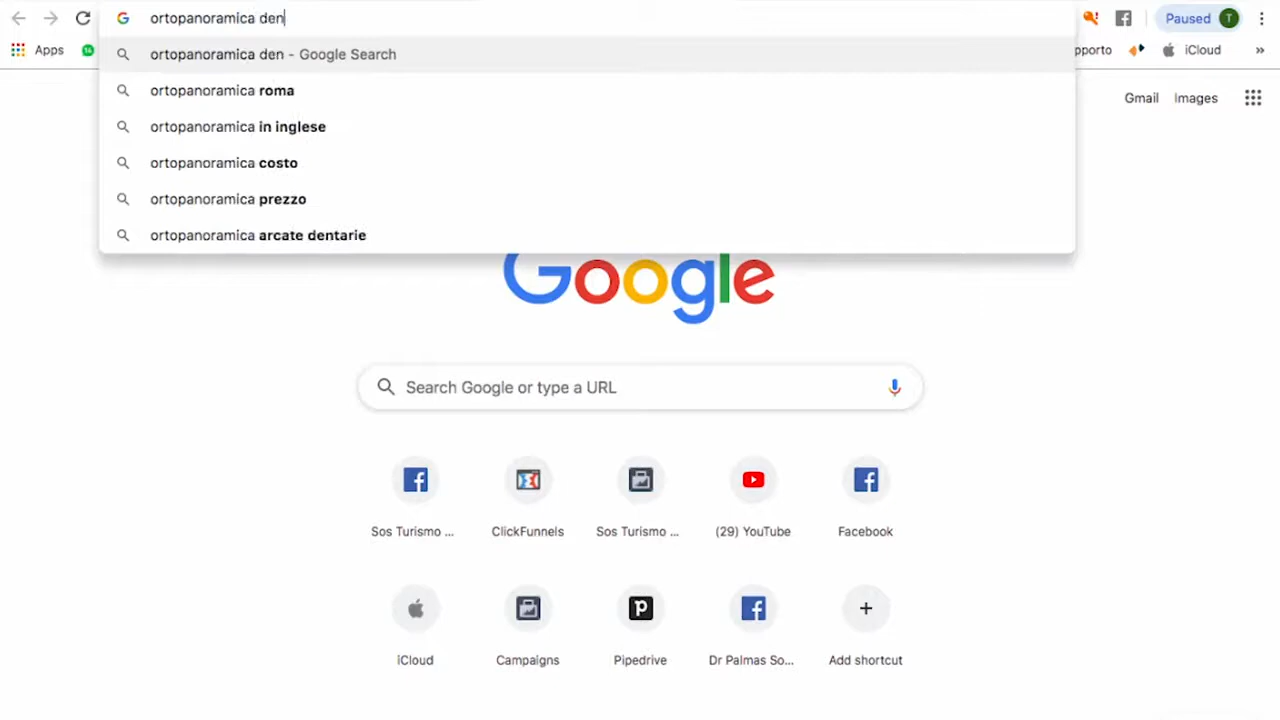 ortopanoramica den
Paused T
Apps
14
pporto
iCloud
»
ortopanoramica den - Google Search
ortopanoramica roma
ortopanoramica in inglese
ortopanoramica costo
ortopanoramica prezzo
ortopanoramica arcate dentarie
Gmail Images
Google
Search Google or type a URL
Sos Turismo ... ClickFunnels Sos Turismo ... (29) YouTube Facebook
iCloud Campaigns Pipedrive Dr Palmas So... Add shortcut